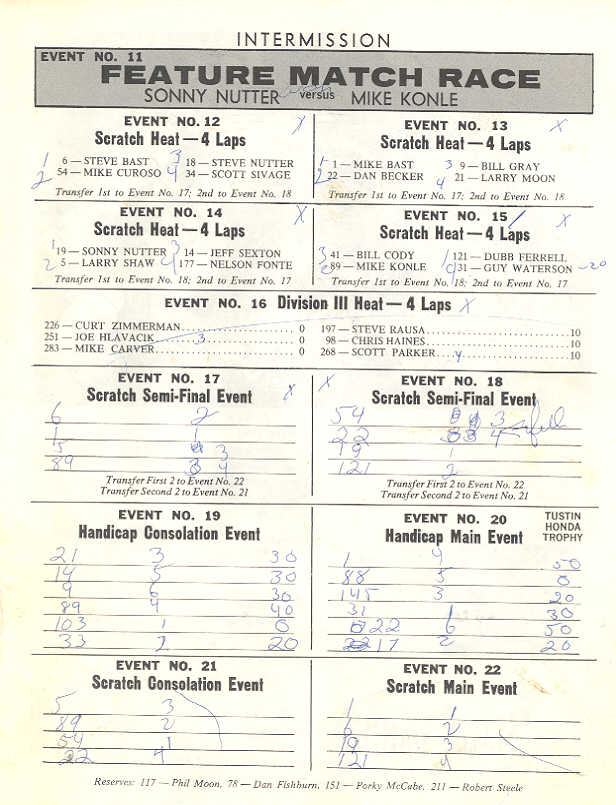 INTERMISSION
EVENT NO. 11
FEATURE MATCH RACE
SONNY NUTTER versus MIKE KONLE
EVENT NO. 12 X
Scratch Heat — 4 Laps
1 6 — STEVE BAST 3 18 — STEVE NUTTER
2 54 — MIKE CUROSO 4 34 — SCOTT SIVAGE
Transfer 1st to Event No. 17; 2nd to Event No. 18
EVENT NO. 13 X
Scratch Heat — 4 Laps
1 1 — MIKE BAST 3 9 — BILL GRAY
2 22 — DAN BECKER 4 21 — LARRY MOON
Transfer 1st to Event No. 17; 2nd to Event No. 18
EVENT NO. 14 X
Scratch Heat — 4 Laps
1 19 — SONNY NUTTER 3 14 — JEFF SEXTON
2 5 — LARRY SHAW 4 177 — NELSON FONTE
Transfer 1st to Event No. 18; 2nd to Event No. 17
EVENT NO. 15 X
Scratch Heat — 4 Laps
3 41 — BILL CODY 1 121 — DUBB FERRELL
89 — MIKE KONLE 31 — GUY WATERSON -20
Transfer 1st to Event No. 18; 2nd to Event No. 17
EVENT NO. 16 Division III Heat — 4 Laps X
226 — CURT ZIMMERMAN 0 197 — STEVE RAUSA 10
251 — JOE HLAVACIK 3 0 98 — CHRIS HAINES 10
283 — MIKE CARVER 0 268 — SCOTT PARKER 4 10
EVENT NO. 17 X
Scratch Semi-Final Event
6 2
1 1
5 3
89 4
Transfer First 2 to Event No. 22
Transfer Second 2 to Event No. 21
X EVENT NO. 18
Scratch Semi-Final Event
54 3
22 4
19 1
121 2
Transfer First 2 to Event No. 22
Transfer Second 2 to Event No. 21
EVENT NO. 19
Handicap Consolation Event
21 3 30
14 5 30
9 6 30
89 4 40
103 1 0
33 2 20
EVENT NO. 20
Handicap Main Event
TUSTIN
HONDA
TROPHY
1 4 50
88 5 0
145 3 20
31 1 30
22 6 50
17 2 20
EVENT NO. 21
Scratch Consolation Event
5 3
89 2
54 1
22 4
EVENT NO. 22
Scratch Main Event
1 1
6 2
19 3
121 4
Reserves: 117 — Phil Moon, 78 — Dan Fishburn, 151 — Porky McCabe, 211 — Robert Steele